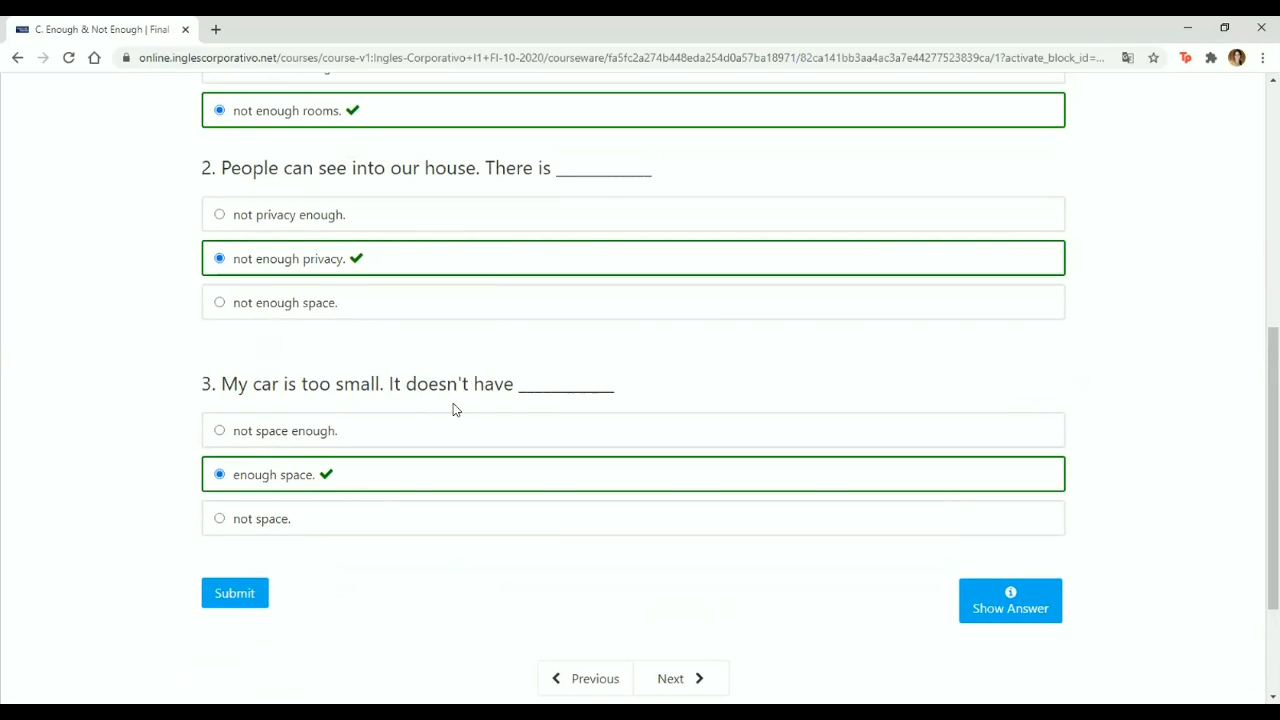 C. Enough & Not Enough | Final
online.inglescorporativo.net/courses/course-v1:Ingles-Corporativo+I1+FI-10-2020/courseware/fa5fc2a274b448eda254d0a57ba18971/82ca141bb3aa4ac3a7e44277523839ca/1?activate_block_id=...
not enough rooms.
2. People can see into our house. There is ____________
not privacy enough.
not enough privacy.
not enough space.
3. My car is too small. It doesn't have ____________
not space enough.
enough space.
not space.
Submit
Show Answer
Previous Next